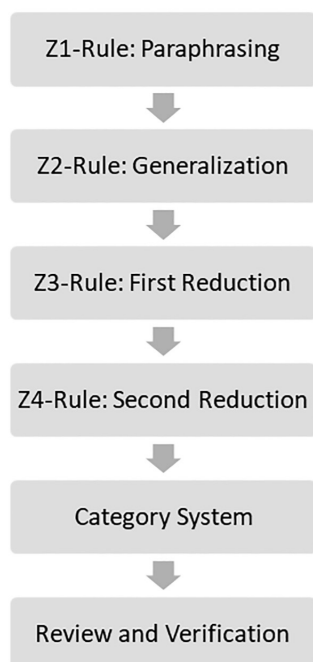 Z1-Rule: Paraphrasing
Z2-Rule: Generalization
Z3-Rule: First Reduction
Z4-Rule: Second Reduction
Category System
Review and Verification